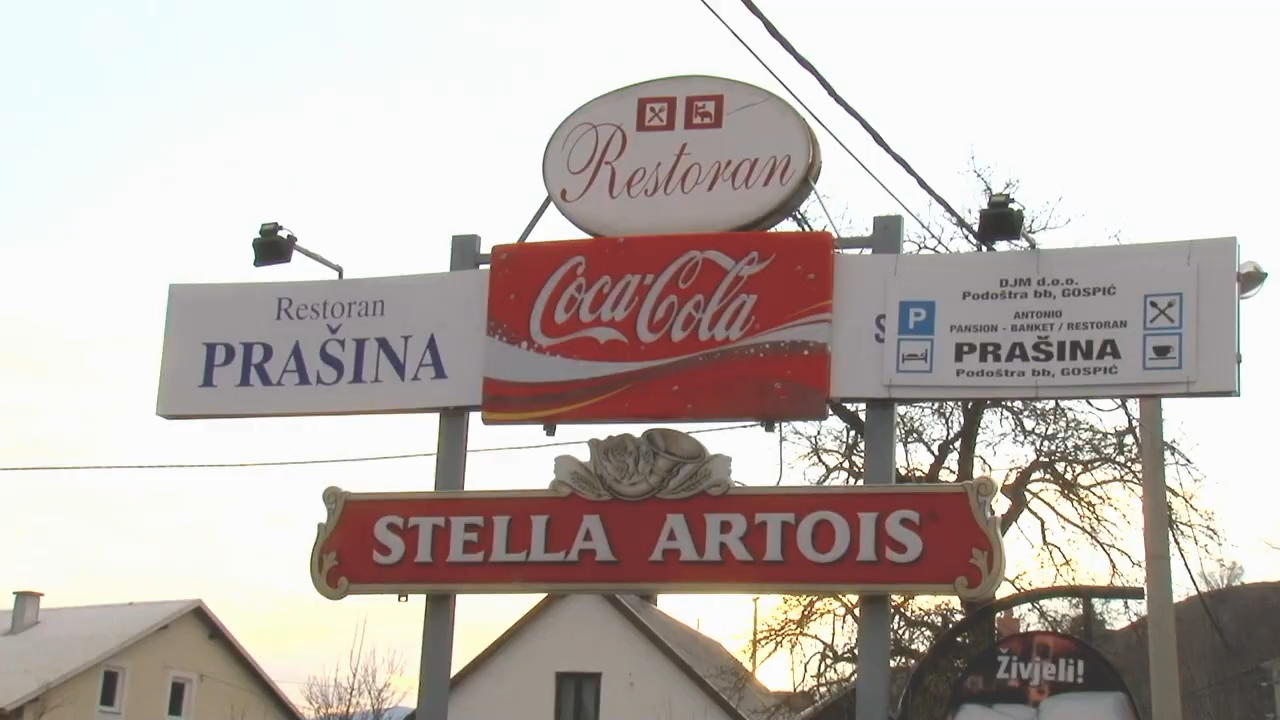 Restoran
Coca-Cola
Restoran
PRAŠINA
S
P
DJM d.o.o.
Podoštra bb, GOSPIĆ
ANTONIO
PANSION - BANKET / RESTORAN
PRAŠINA
Podoštra bb, GOSPIĆ
STELLA ARTOIS
Živjeli!